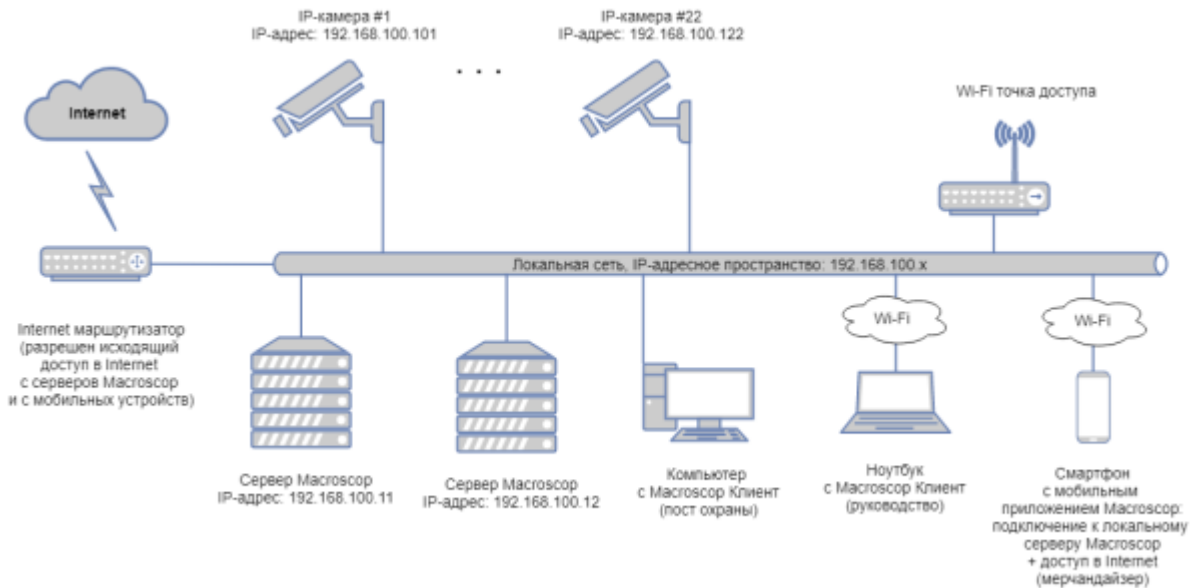 IP-камера #1
IP-адрес: 192.168.100.101
. . .
IP-камера #22
IP-адрес: 192.168.100.122
Internet
Wi-Fi точка доступа
Локальная сеть, IP-адресное пространство: 192.168.100.x
Internet маршрутизатор
(разрешен исходящий
доступ в Internet
с серверов Macroscop
и с мобильных устройств)
Сервер Macroscop
IP-адрес: 192.168.100.11
Сервер Macroscop
IP-адрес: 192.168.100.12
Компьютер
с Macroscop Клиент
(пост охраны)
Wi-Fi
Ноутбук
с Macroscop Клиент
(руководство)
Wi-Fi
Смартфон
с мобильным
приложением Macroscop:
подключение к локальному
серверу Macroscop
+ доступ в Internet
(мерчандайзер)